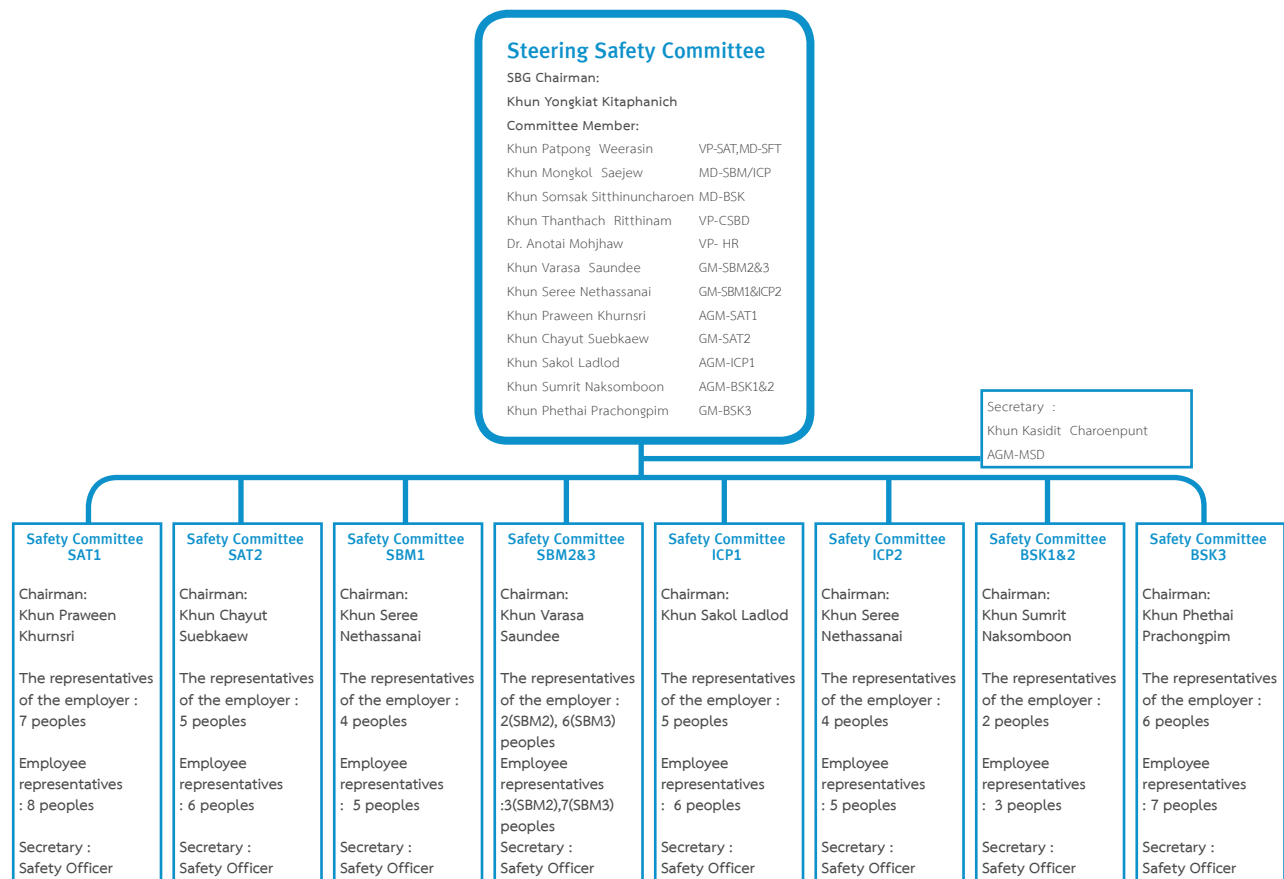 Steering Safety Committee
SBG Chairman:
Khun Yongkiat Kitaphanich
Committee Member:
Khun Patpong Weerasin VP-SAT,MD-SFT
Khun Mongkol Saejew MD-SBM/ICP
Khun Somsak Sitthinuncharoen MD-BSK
Khun Thanthach Ritthinam VP-CSBD
Dr. Anotai Mohjhaw VP- HR
Khun Varasa Saundee GM-SBM2&3
Khun Seree Nethassanai GM-SBM1&ICP2
Khun Praween Khurnsri AGM-SAT1
Khun Chayut Suebkaew GM-SAT2
Khun Sakol Ladlod AGM-ICP1
Khun Sumrit Naksomboon AGM-BSK1&2
Khun Phethai Prachongpim GM-BSK3
Secretary :
Khun Kasidit Charoenpunt
AGM-MSD
Safety Committee
SAT1
Chairman:
Khun Praween
Khurnsri
The representatives
of the employer :
7 peoples
Employee
representatives
: 8 peoples
Secretary :
Safety Officer
Safety Committee
SAT2
Chairman:
Khun Chayut
Suebkaew
The representatives
of the employer :
5 peoples
Employee
representatives
: 6 peoples
Secretary :
Safety Officer
Safety Committee
SBM1
Chairman:
Khun Seree
Nethassanai
The representatives
of the employer :
4 peoples
Employee
representatives
: 5 peoples
Secretary :
Safety Officer
Safety Committee
SBM2&3
Chairman:
Khun Varasa
Saundee
The representatives
of the employer :
2(SBM2), 6(SBM3)
peoples
Employee
representatives
:3(SBM2),7(SBM3)
peoples
Secretary :
Safety Officer
Safety Committee
ICP1
Chairman:
Khun Sakol Ladlod
The representatives
of the employer :
5 peoples
Employee
representatives
: 6 peoples
Secretary :
Safety Officer
Safety Committee
ICP2
Chairman:
Khun Seree
Nethassanai
The representatives
of the employer :
4 peoples
Employee
representatives
: 5 peoples
Secretary :
Safety Officer
Safety Committee
BSK1&2
Chairman:
Khun Sumrit
Naksomboon
The representatives
of the employer :
2 peoples
Employee
representatives
: 3 peoples
Secretary :
Safety Officer
Safety Committee
BSK3
Chairman:
Khun Phethai
Prachongpim
The representatives
of the employer :
6 peoples
Employee
representatives
: 7 peoples
Secretary :
Safety Officer